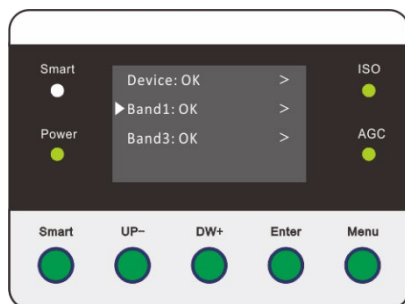 Smart
ISO
Device: OK >
Band1: OK >
Band3: OK >
Power
AGC
Smart UP- DW+ Enter Menu